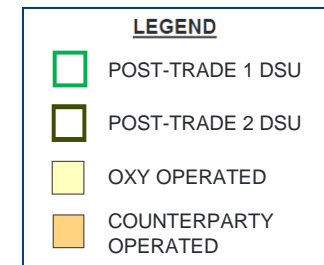 LEGEND
POST-TRADE 1 DSU
POST-TRADE 2 DSU
OXY OPERATED
COUNTERPARTY
OPERATED